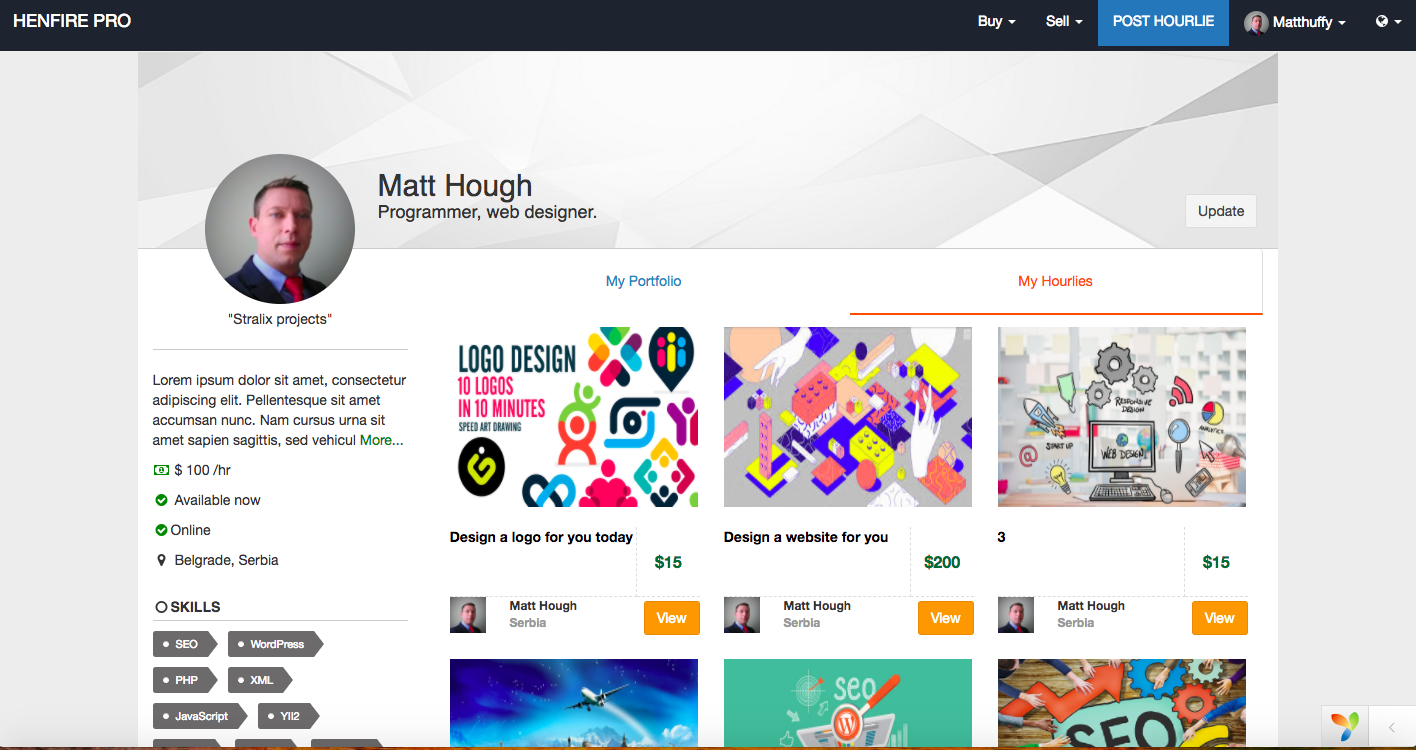 HENFIRE PRO
Buy
Sell
POST HOURLIE
Matthuffy
Matt Hough
Programmer, web designer.
Update
"Stralix projects"
Lorem ipsum dolor sit amet, consectetur
adipiscing elit. Pellentesque sit amet
accumsan nunc. Nam cursus urna sit
amet sapien sagittis, sed vehicul More...
$ 100 /hr
Available now
Online
Belgrade, Serbia
SKILLS
SEO
WordPress
PHP
XML
JavaScript
YII2
My Portfolio
My Hourlies
LOGO DESIGN
10 LOGOS
IN 10 MINUTES
SPEED ART DRAWING
RESPONSIVE
DESIGN
START UP
ANALYTICS
WEB DESIGN
Design a logo for you today
$15
Matt Hough
Serbia
View
Design a website for you
$200
Matt Hough
Serbia
View
3
$15
Matt Hough
Serbia
View
seo
SEO